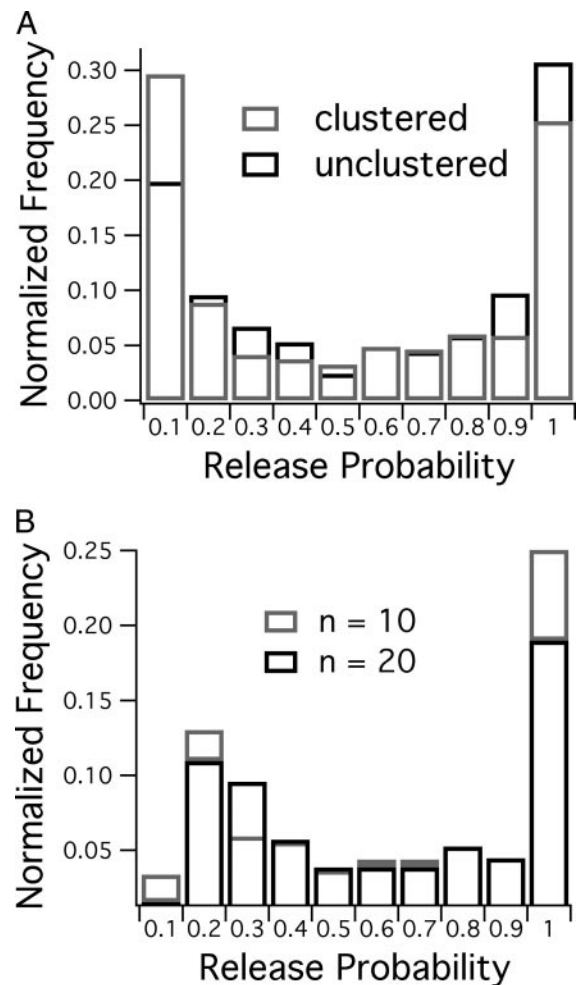 A
Normalized Frequency
0.30
0.25
0.20
0.15
0.10
0.05
0.00
clustered
unclustered
0.1 0.2 0.3 0.4 0.5 0.6 0.7 0.8 0.9 1
Release Probability
B
Normalized Frequency
0.25
0.20
0.15
0.10
0.05
n = 10
n = 20
0.1 0.2 0.3 0.4 0.5 0.6 0.7 0.8 0.9 1
Release Probability